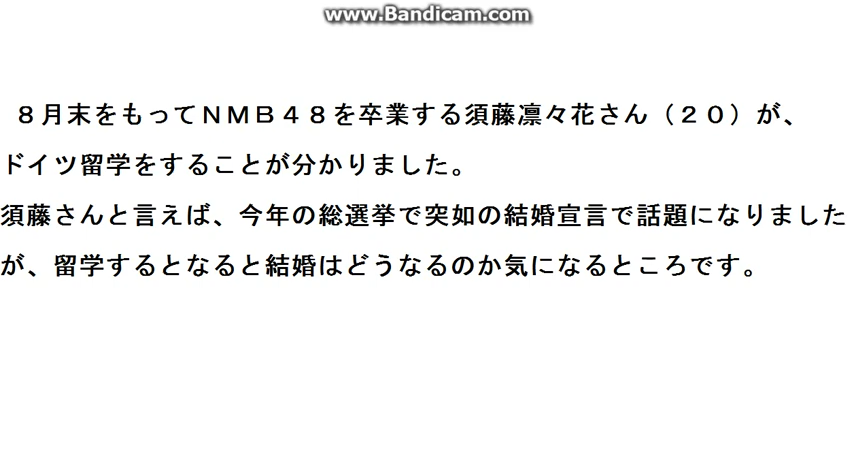 www.Bandicam.com
８月末をもってＮＭＢ４８を卒業する須藤凛々花さん（２０）が、
ドイツ留学をすることが分かりました。
須藤さんと言えば、今年の総選挙で突如の結婚宣言で話題になりました
が、留学するとなると結婚はどうなるのか気になるところです。